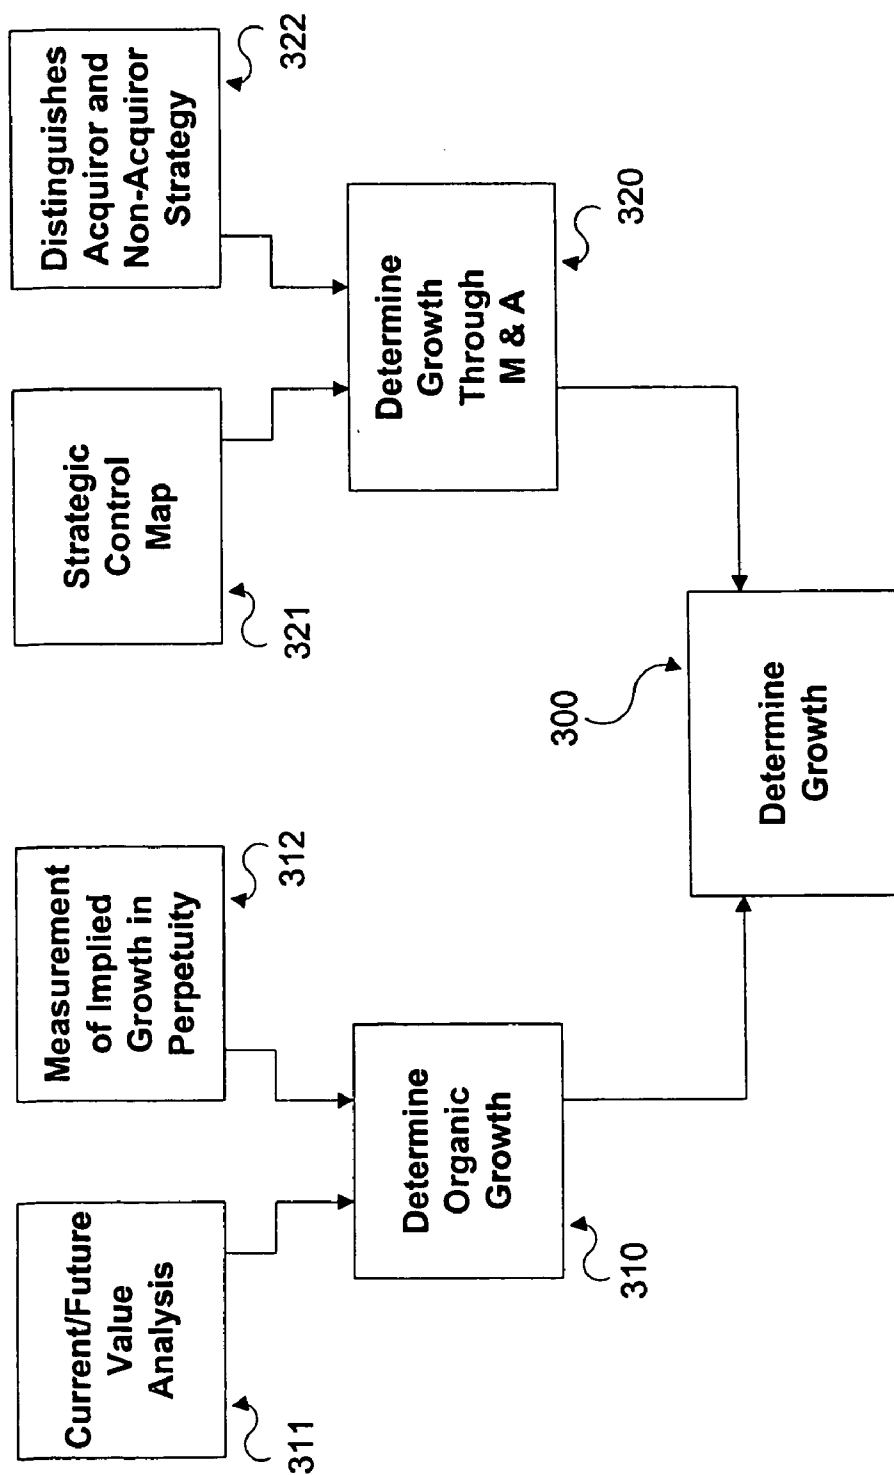 Current/Future
Value
Analysis
311
Measurement
of Implied
Growth in
Perpetuity
312
Strategic
Control
Map
321
Distinguishes
Acquiror and
Non-Acquiror
Strategy
322
Determine
Organic
Growth
310
Determine
Growth
Through
M & A
320
300
Determine
Growth